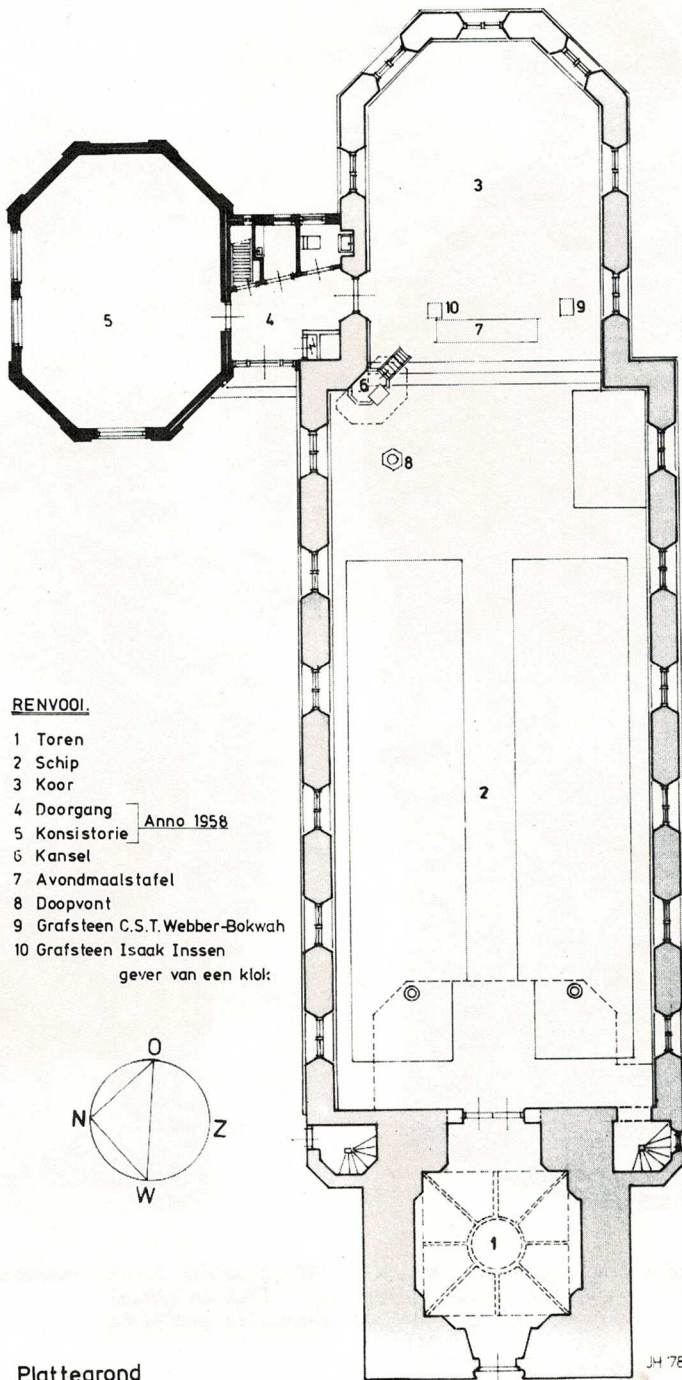 3
10
9
7
5
4
6
8
RENVOOI.
1 Toren
2 Schip
3 Koor
4 Doorgang
5 Konsistorie
Anno 1958
6 Kansel
7 Avondmaalstafel
8 Doopvont
9 Grafsteen C.S.T. Webber-Bokwah
10 Grafsteen Isaak Inssen
gever van een klok
2
O
N
Z
W
1
JH '78
Plattegrond